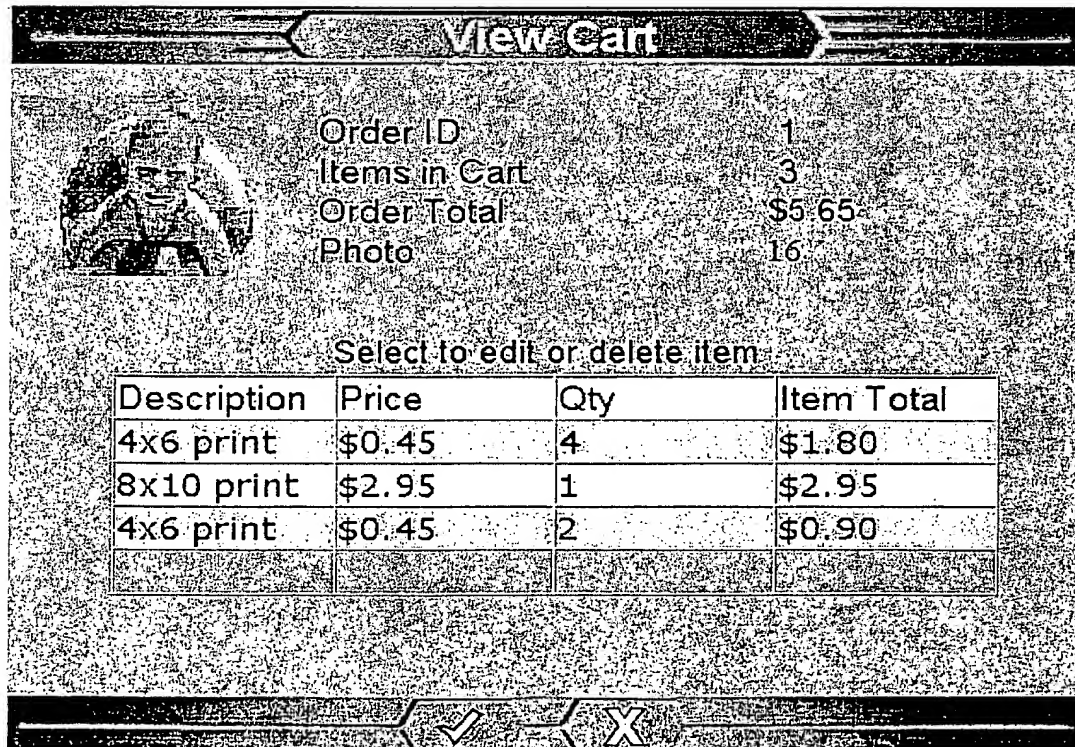 View Cart
Order ID 1
Items in Cart 3
Order Total $5.65
Photo 16
Select to edit or delete item
Description Price Qty Item Total
4x6 print $0.45 4 $1.80
8x10 print $2.95 1 $2.95
4x6 print $0.45 2 $0.90